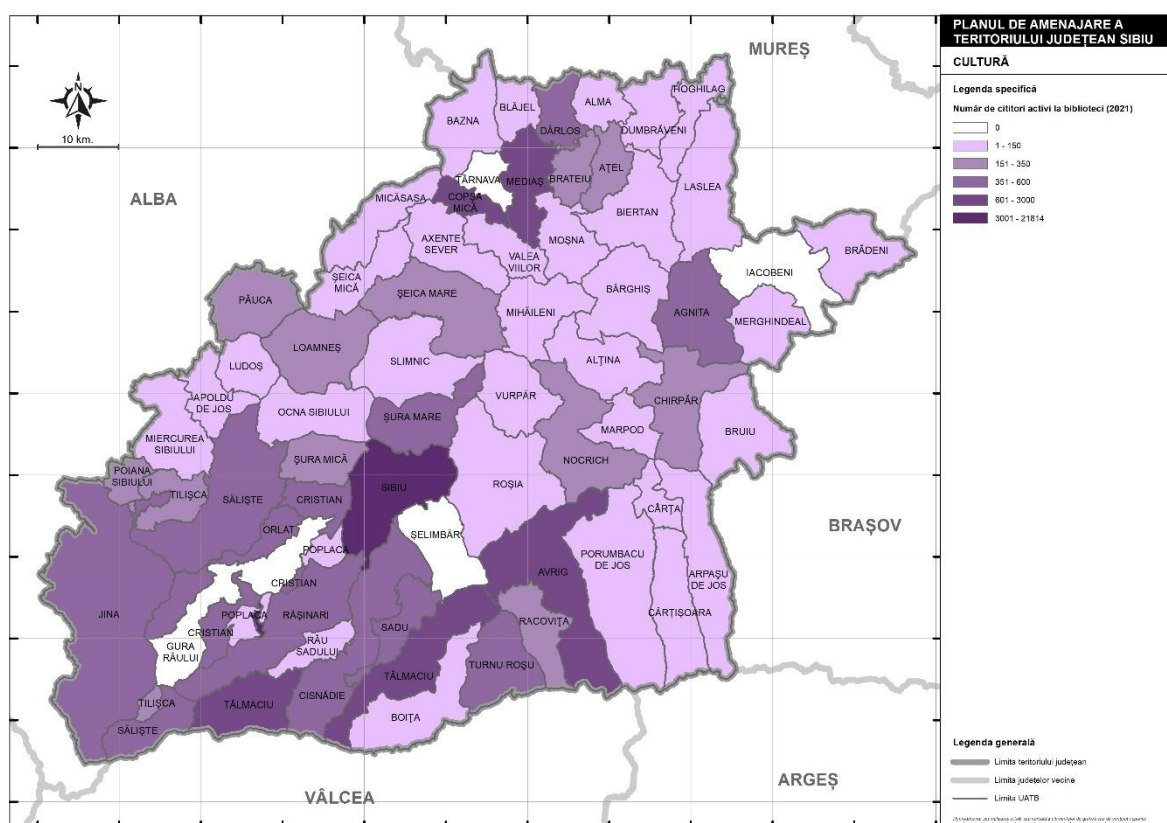 PLANUL DE AMENAJARE A
TERITORIULUI JUDEȚEAN SIBIU
CULTURĂ
Legenda specifică
Număr de cititori activi la biblioteci (2021)
0
1 - 150
151 - 350
351 - 600
601 - 3000
3001 - 21814
MUREȘ
10 km.
ALBA
BRAȘOV
ARGEȘ
VÂLCEA
HOGHILAG
BLĂJEL
ALMA
BAZNA
DÂRLOS
DUMBRĂVENI
TÂRNAVA
MEDIAȘ
BRATEIU
AȚEL
LASLEA
MICĂSASA
COPȘA
MICĂ
BIERTAN
AXENTE
SEVER
MOȘNA
VALEA
VIILOR
BRĂDENI
IACOBENI
ȘEICA
MICĂ
BÂRGHIȘ
PĂUCA
ȘEICA MARE
MIHĂILENI
AGNITA
MERGHINDEAL
LOAMNEȘ
LUDOȘ
SLIMNIC
ALȚINA
APOLDU
DE JOS
VURPĂR
CHIRPĂR
OCNA SIBIULUI
ȘURA MARE
MARPOD
BRUIU
MIERCUREA
SIBIULUI
ȘURA MICĂ
NOCRICH
POIANA
SIBIULUI
TILIȘCA
SĂLIȘTE
SIBIU
ROȘIA
CRISTIAN
CÂRȚA
ORLAT
ȘELIMBĂR
POPLACA
PORUMBACU
DE JOS
AVRIG
ARPAȘU
DE JOS
CRISTIAN
JINA
POPLACA
RĂȘINARI
CÂRȚIȘOARA
RACOVIȚA
SADU
CRISTIAN
GURA
RÂULUI
RÂU
SADULUI
TURNU ROȘU
TĂLMACIU
CISNĂDIE
TILIȘCA
TĂLMACIU
BOIȚA
SĂLIȘTE
Legenda generală
Limita teritoriului județean
Limita județelor vecine
Limita UATB